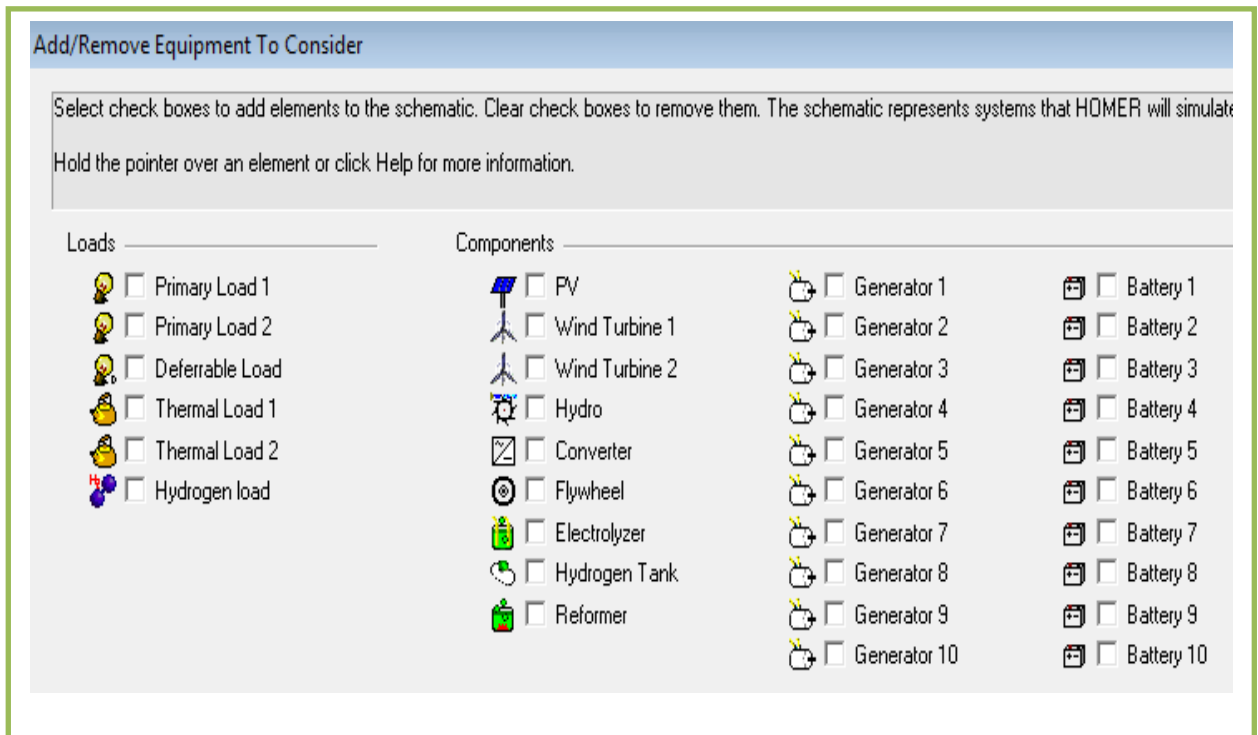 Add/Remove Equipment To Consider
Select check boxes to add elements to the schematic. Clear check boxes to remove them. The schematic represents systems that HOMER will simulate
Hold the pointer over an element or click Help for more information.
Loads
Primary Load 1
Primary Load 2
Deferrable Load
Thermal Load 1
Thermal Load 2
Hydrogen load
Components
PV
Wind Turbine 1
Wind Turbine 2
Hydro
Converter
Flywheel
Electrolyzer
Hydrogen Tank
Reformer
Generator 1
Generator 2
Generator 3
Generator 4
Generator 5
Generator 6
Generator 7
Generator 8
Generator 9
Generator 10
Battery 1
Battery 2
Battery 3
Battery 4
Battery 5
Battery 6
Battery 7
Battery 8
Battery 9
Battery 10